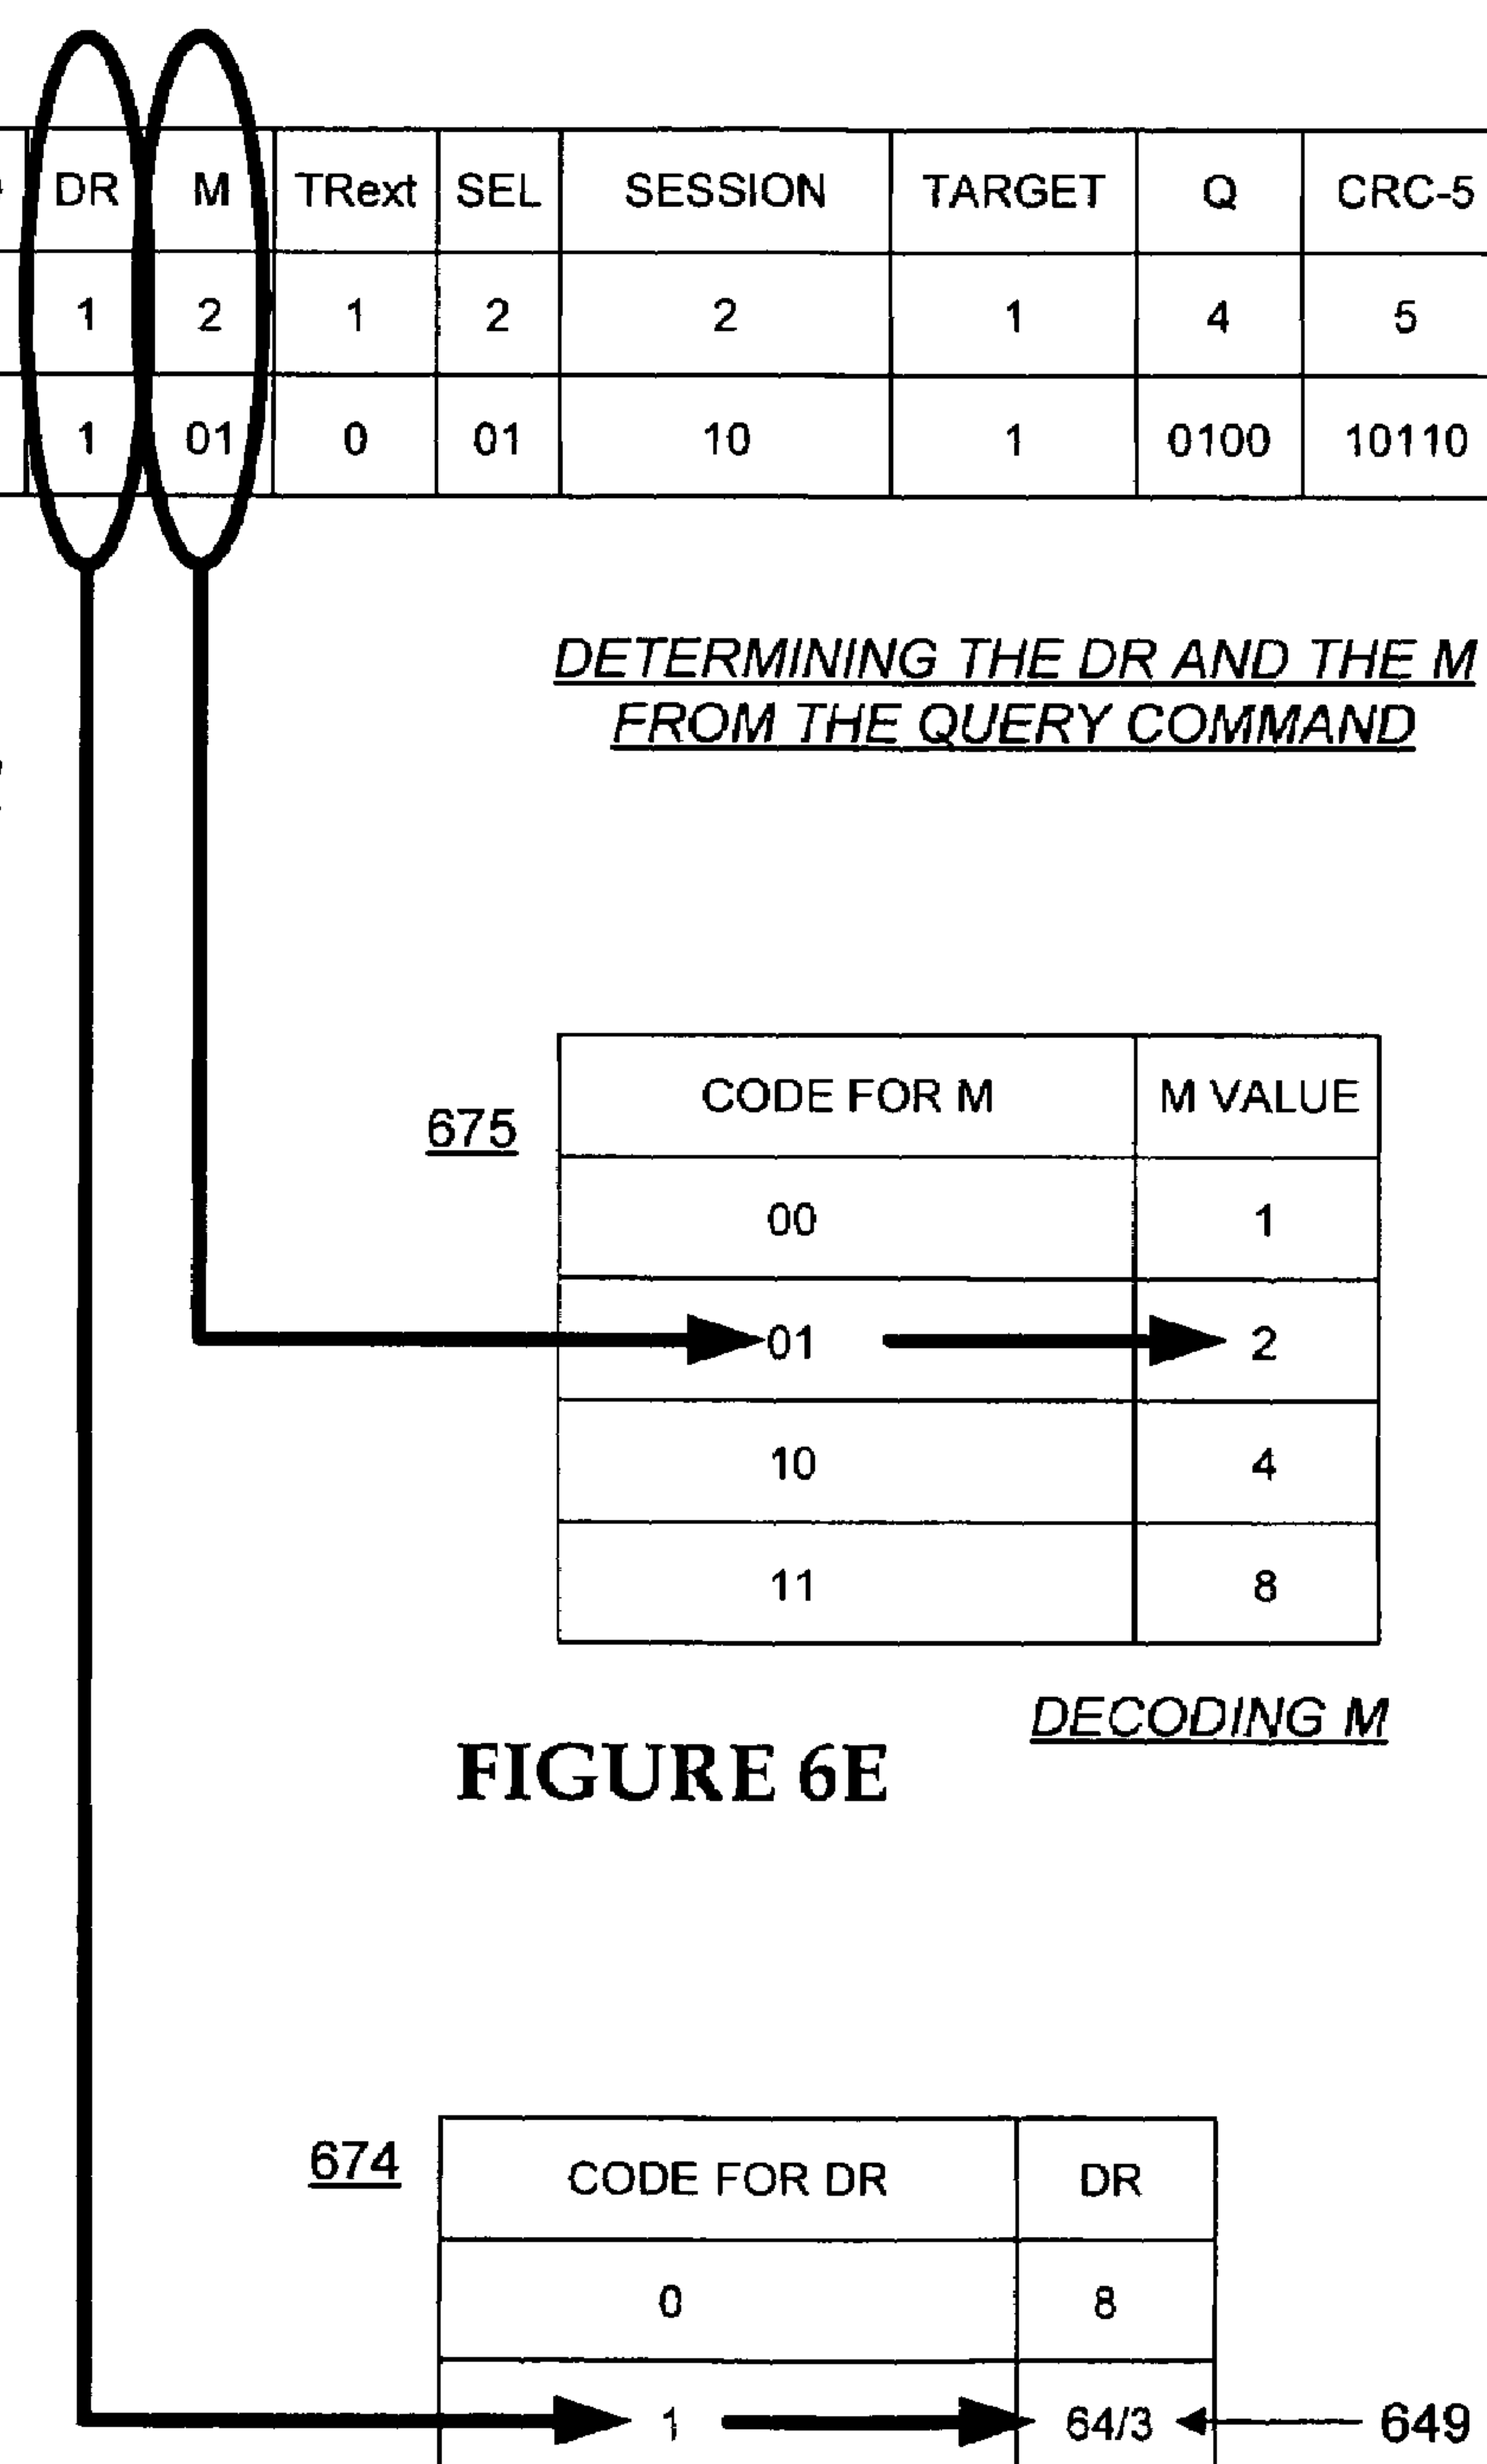 DR M TRext SEL SESSION TARGET Q CRC-5
1 2 1 2 2 1 4 5
1 01 0 01 10 1 0100 10110
DETERMINING THE DR AND THE M
FROM THE QUERY COMMAND
675
CODE FOR M M VALUE
00 1
01 2
10 4
11 8
DECODING M
FIGURE 6E
674
CODE FOR DR DR
0 8
1 64/3 649